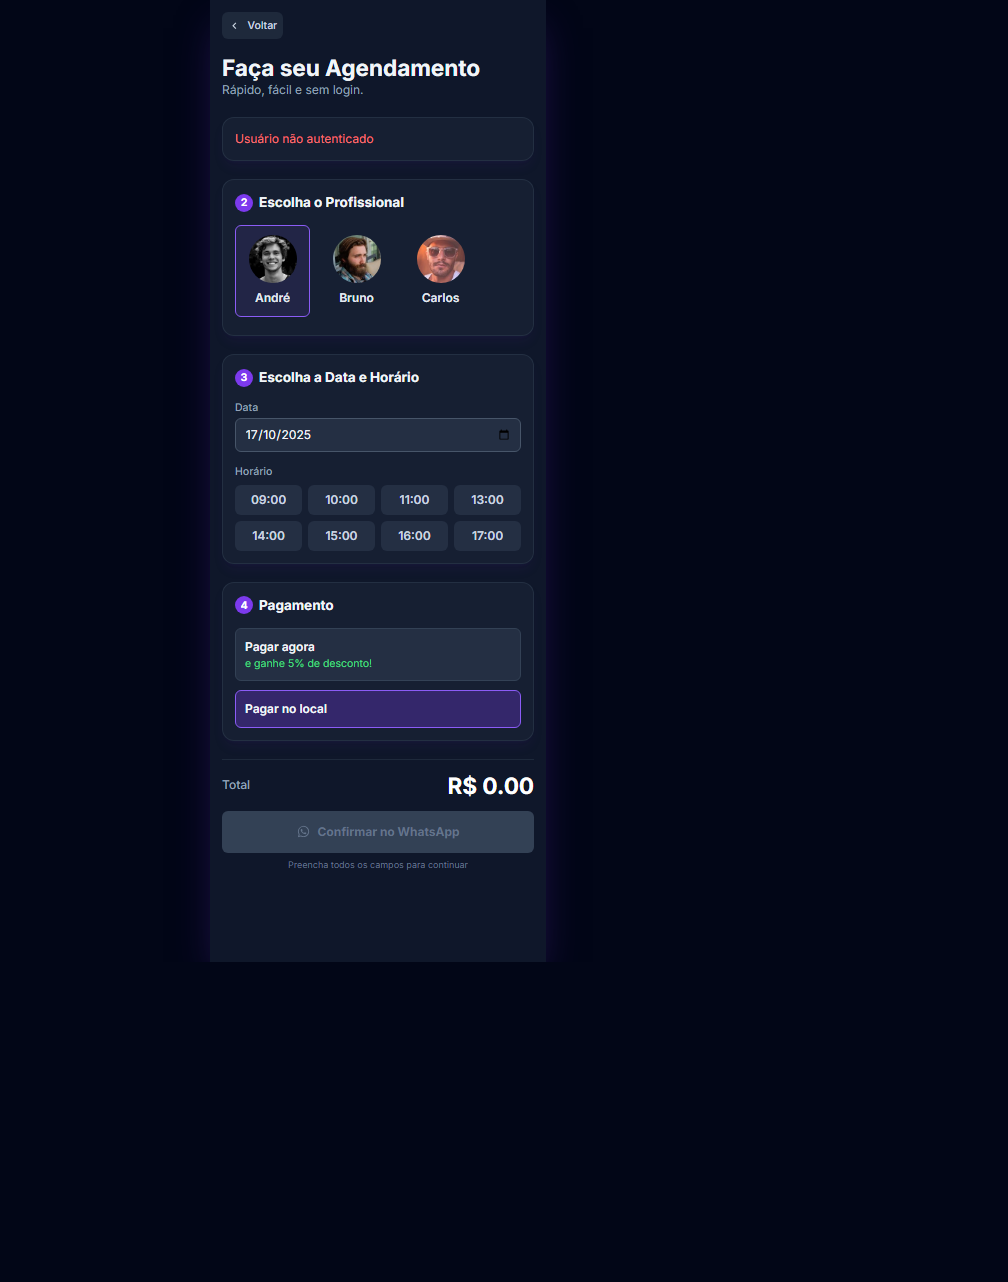 Voltar
Faça seu Agendamento
Rápido, fácil e sem login.
Usuário não autenticado
2 Escolha o Profissional
André Bruno Carlos
3 Escolha a Data e Horário
Data
17/10/2025
Horário
09:00 10:00 11:00 13:00
14:00 15:00 16:00 17:00
4 Pagamento
Pagar agora
e ganhe 5% de desconto!
Pagar no local
Total R$ 0.00
Confirmar no WhatsApp
Preencha todos os campos para continuar